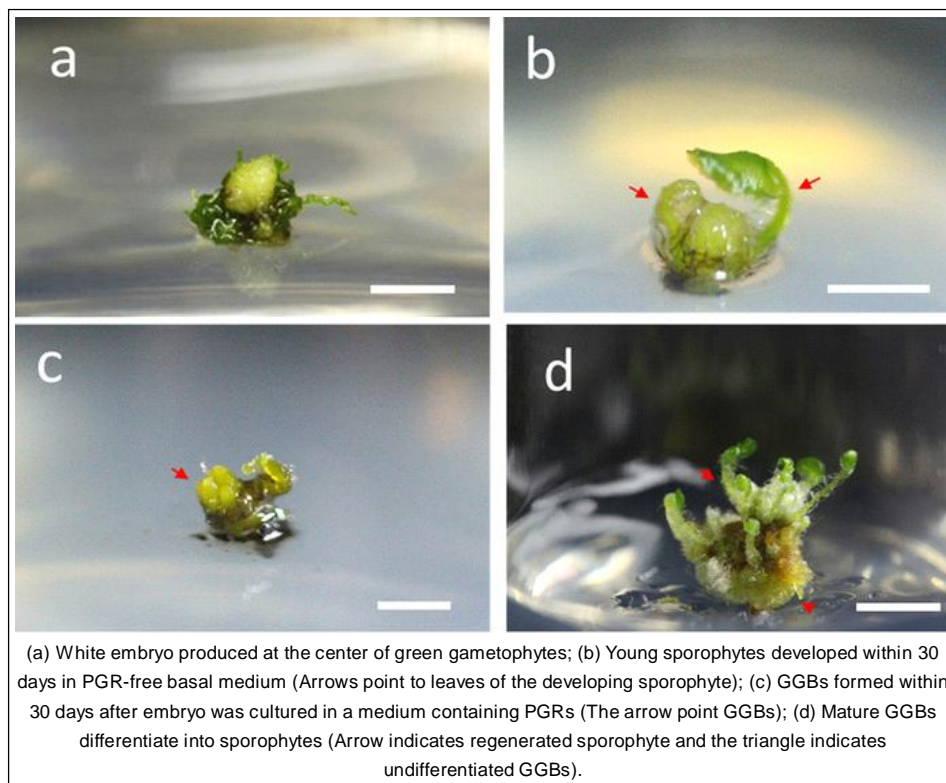 a
b
c
d
(a) White embryo produced at the center of green gametophytes; (b) Young sporophytes developed within 30
days in PGR-free basal medium (Arrows point to leaves of the developing sporophyte); (c) GGBs formed within
30 days after embryo was cultured in a medium containing PGRs (The arrow point GGBs); (d) Mature GGBs
differentiate into sporophytes (Arrow indicates regenerated sporophyte and the triangle indicates
undifferentiated GGBs).